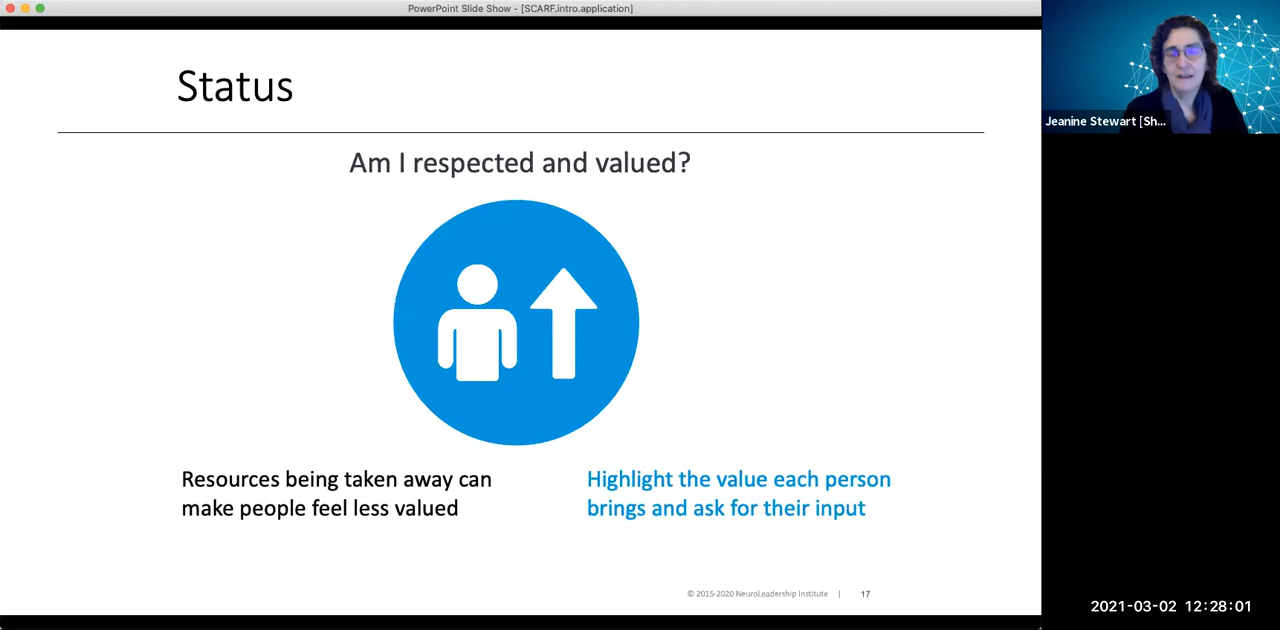 PowerPoint Slide Show - [SCARF.intro.application]
Status
Am I respected and valued?
Resources being taken away can
make people feel less valued
Highlight the value each person
brings and ask for their input
© 2015-2020 NeuroLeadership Institute | 17
Jeanine Stewart [Sh...
2021-03-02 12:28:01